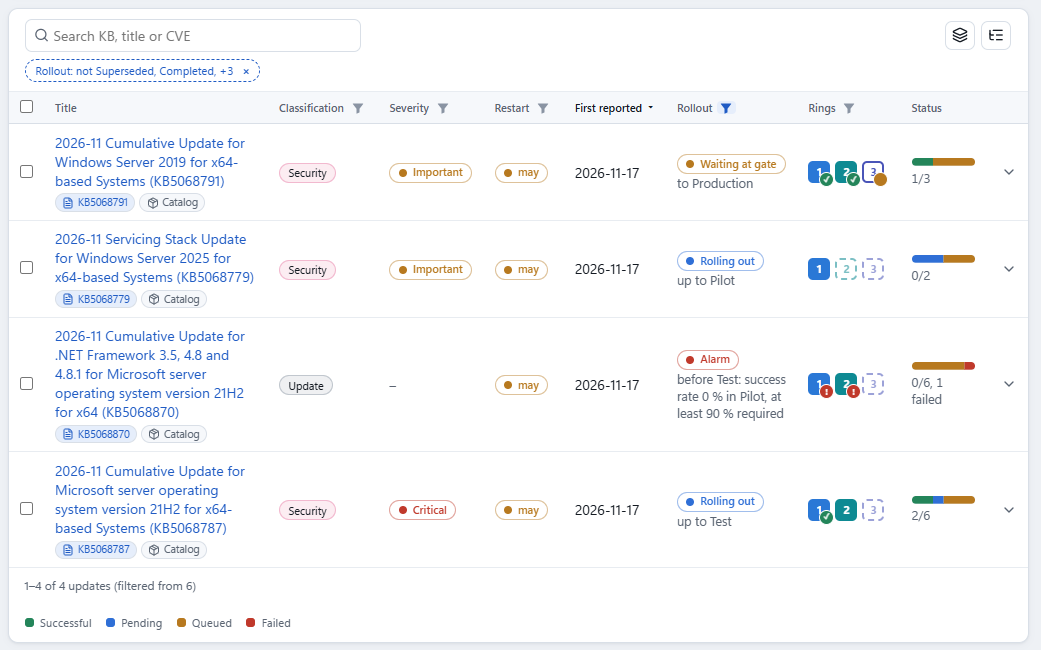 Search KB, title or CVE
Rollout: not Superseded, Completed, +3 ×
Title Classification Severity Restart First reported Rollout Rings Status
2026-11 Cumulative Update for
Windows Server 2019 for x64-
based Systems (KB5068791)
KB5068791 Catalog
Security
Important
may
2026-11-17
Waiting at gate
to Production
1 2 3
1/3
2026-11 Servicing Stack Update
for Windows Server 2025 for
x64-based Systems (KB5068779)
KB5068779 Catalog
Security
Important
may
2026-11-17
Rolling out
up to Pilot
1 2 3
0/2
2026-11 Cumulative Update for
.NET Framework 3.5, 4.8 and
4.8.1 for Microsoft server
operating system version 21H2
for x64 (KB5068870)
KB5068870 Catalog
Update
–
may
2026-11-17
Alarm
before Test: success
rate 0 % in Pilot, at
least 90 % required
1 2 3
0/6, 1
failed
2026-11 Cumulative Update for
Microsoft server operating
system version 21H2 for x64-
based Systems (KB5068787)
KB5068787 Catalog
Security
Critical
may
2026-11-17
Rolling out
up to Test
1 2 3
2/6
1–4 of 4 updates (filtered from 6)
Successful Pending Queued Failed